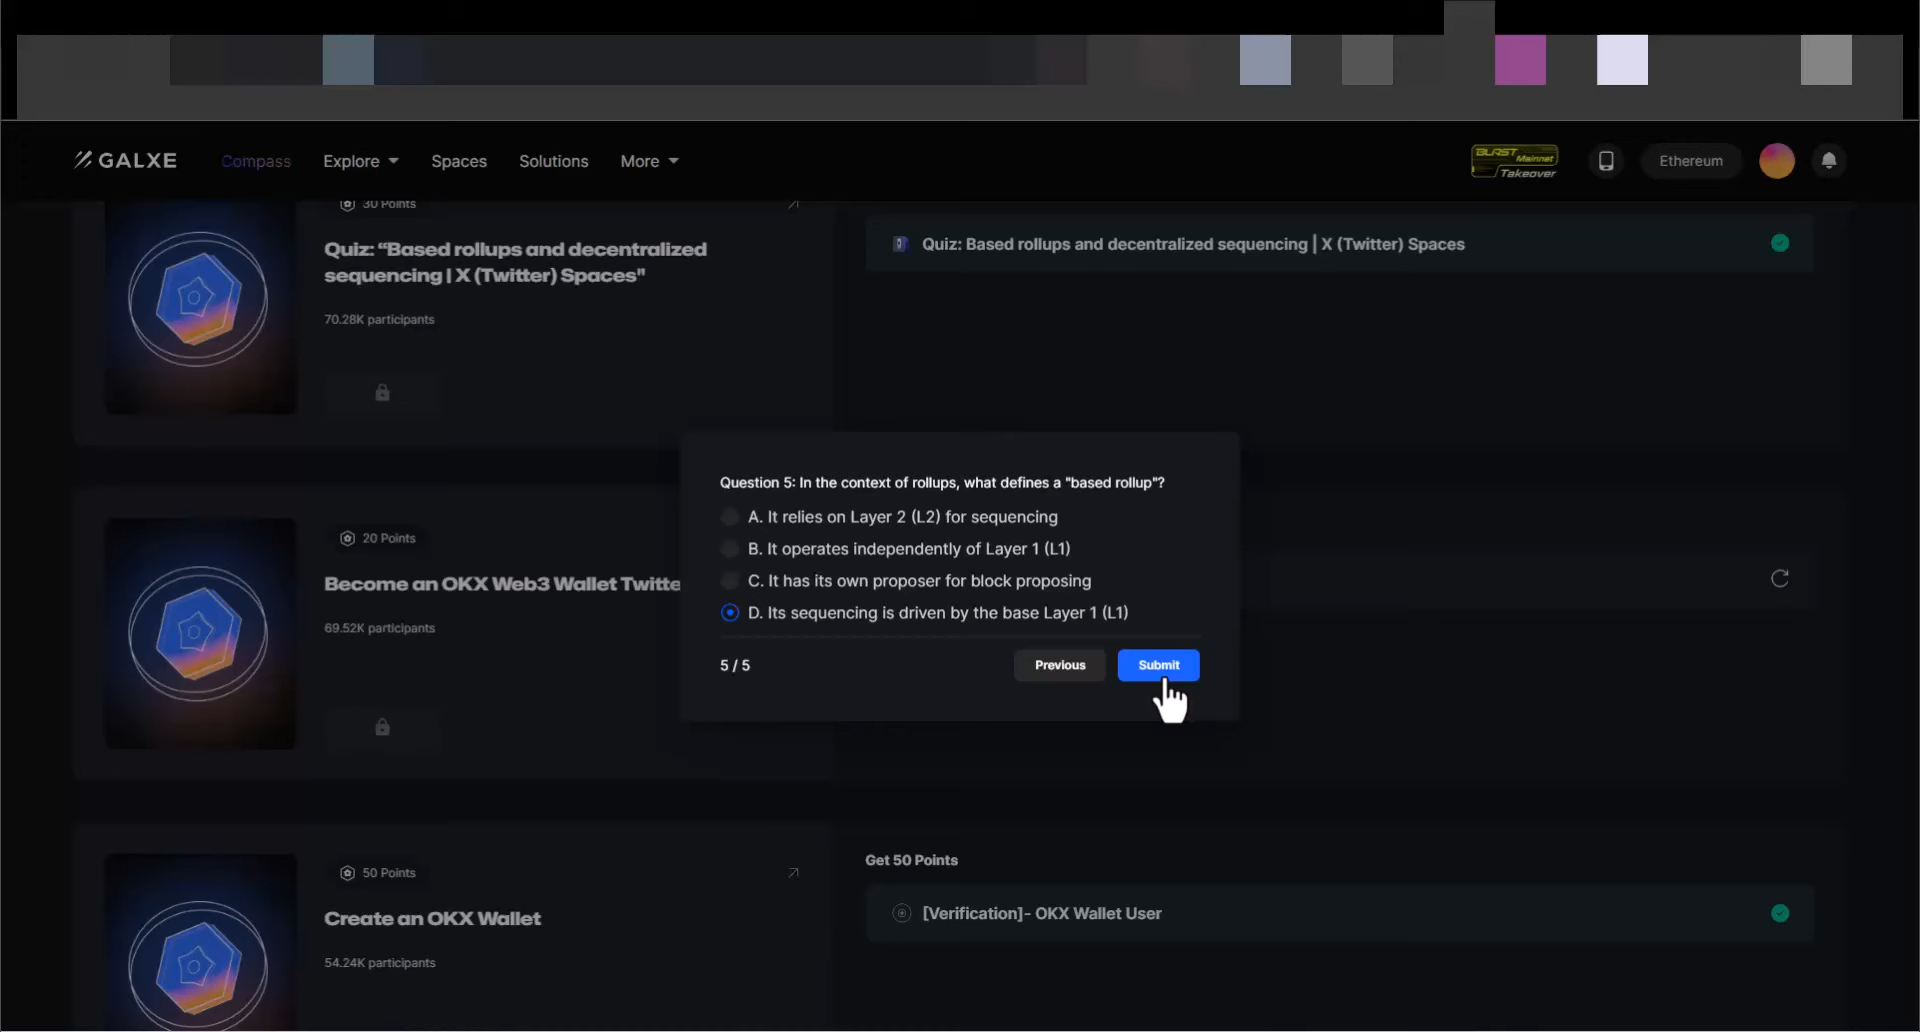 GALXE Compass Explore Spaces Solutions More BLAST Mainnet Takeover Ethereum
30 Points
Quiz: “Based rollups and decentralized
sequencing | X (Twitter) Spaces"
70.28K participants
Quiz: Based rollups and decentralized sequencing | X (Twitter) Spaces
Question 5: In the context of rollups, what defines a "based rollup"?
A. It relies on Layer 2 (L2) for sequencing
B. It operates independently of Layer 1 (L1)
C. It has its own proposer for block proposing
D. Its sequencing is driven by the base Layer 1 (L1)
5 / 5 Previous Submit
20 Points
Become an OKX Web3 Wallet Twitte
69.52K participants
50 Points
Create an OKX Wallet
54.24K participants
Get 50 Points
[Verification]- OKX Wallet User